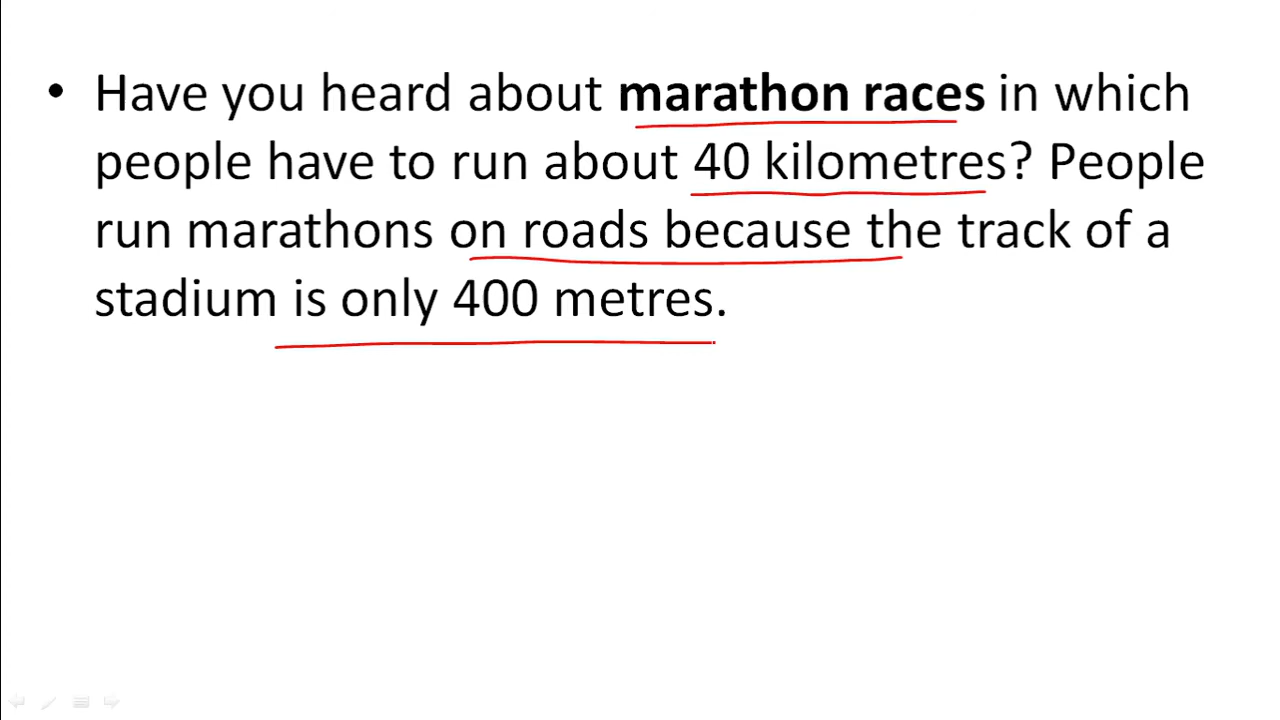 • Have you heard about marathon races in which
people have to run about 40 kilometres? People
run marathons on roads because the track of a
stadium is only 400 metres.